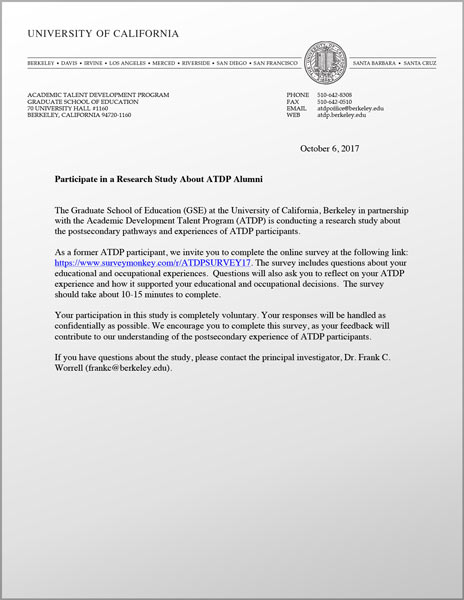 UNIVERSITY OF CALIFORNIA
BERKELEY • DAVIS • IRVINE • LOS ANGELES • MERCED • RIVERSIDE • SAN DIEGO • SAN FRANCISCO
SANTA BARBARA • SANTA CRUZ
ACADEMIC TALENT DEVELOPMENT PROGRAM
GRADUATE SCHOOL OF EDUCATION
70 UNIVERSITY HALL #1160
BERKELEY, CALIFORNIA 94720-1160
PHONE 510-642-8308
FAX 510-642-0510
EMAIL atdpoffice@berkeley.edu
WEB atdp.berkeley.edu
October 6, 2017
Participate in a Research Study About ATDP Alumni
The Graduate School of Education (GSE) at the University of California, Berkeley in partnership
with the Academic Development Talent Program (ATDP) is conducting a research study about
the postsecondary pathways and experiences of ATDP participants.
As a former ATDP participant, we invite you to complete the online survey at the following link:
https://www.surveymonkey.com/r/ATDPSURVEY17. The survey includes questions about your
educational and occupational experiences. Questions will also ask you to reflect on your ATDP
experience and how it supported your educational and occupational decisions. The survey
should take about 10-15 minutes to complete.
Your participation in this study is completely voluntary. Your responses will be handled as
confidentially as possible. We encourage you to complete this survey, as your feedback will
contribute to our understanding of the postsecondary experience of ATDP participants.
If you have questions about the study, please contact the principal investigator, Dr. Frank C.
Worrell (frankc@berkeley.edu).